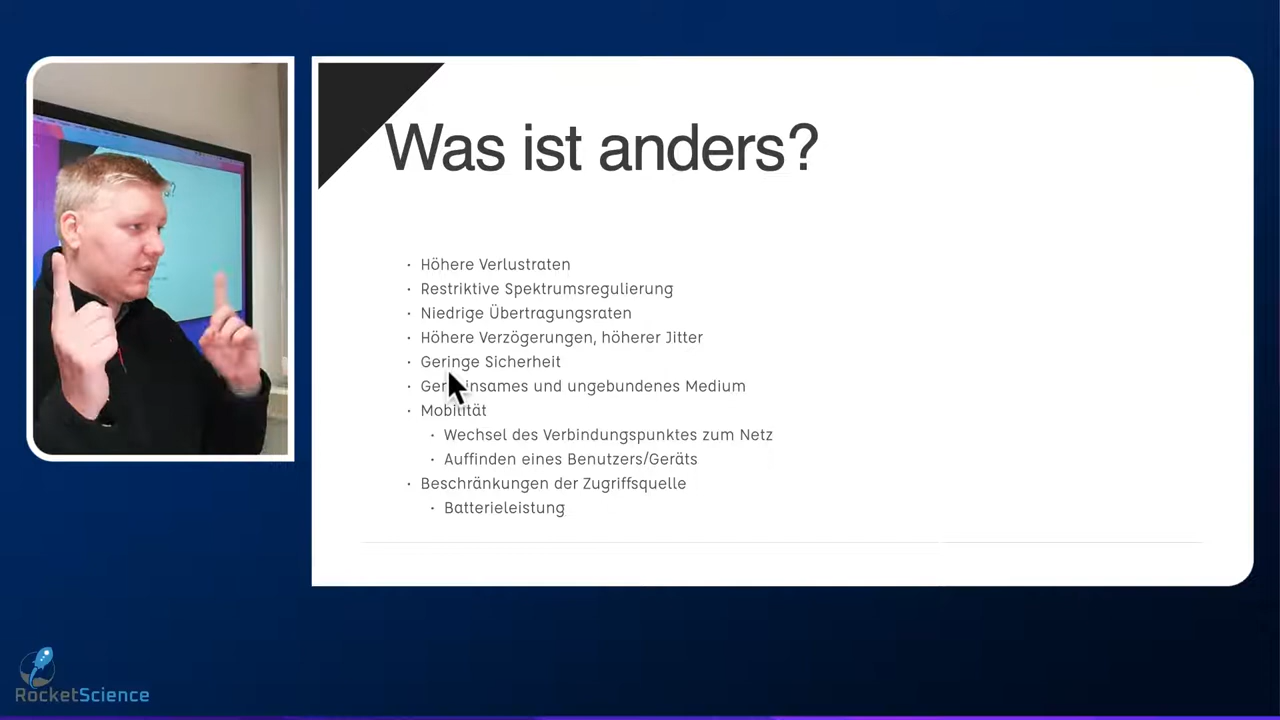 Was ist anders?
· Höhere Verlustraten
· Restriktive Spektrumsregulierung
· Niedrige Übertragungsraten
· Höhere Verzögerungen, höherer Jitter
· Geringe Sicherheit
· Gemeinsames und ungebundenes Medium
· Mobilität
· Wechsel des Verbindungspunktes zum Netz
· Auffinden eines Benutzers/Geräts
· Beschränkungen der Zugriffsquelle
· Batterieleistung
RocketScience